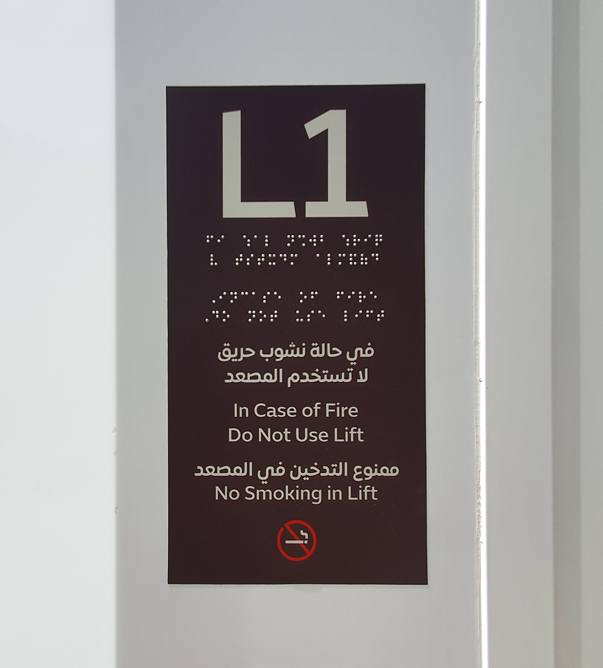 L1
في حالة نشوب حريق
لا تستخدم المصعد
In Case of Fire
Do Not Use Lift
ممنوع التدخين في المصعد
No Smoking in Lift